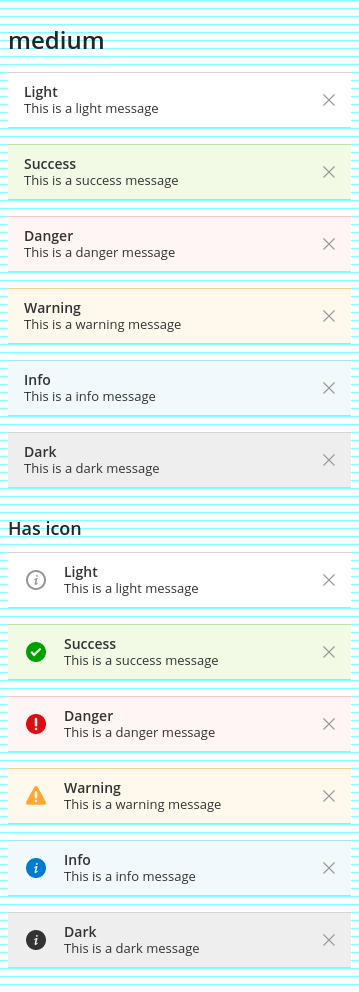 medium
Light
This is a light message
Success
This is a success message
Danger
This is a danger message
Warning
This is a warning message
Info
This is a info message
Dark
This is a dark message
Has icon
Light
This is a light message
Success
This is a success message
Danger
This is a danger message
Warning
This is a warning message
Info
This is a info message
Dark
This is a dark message